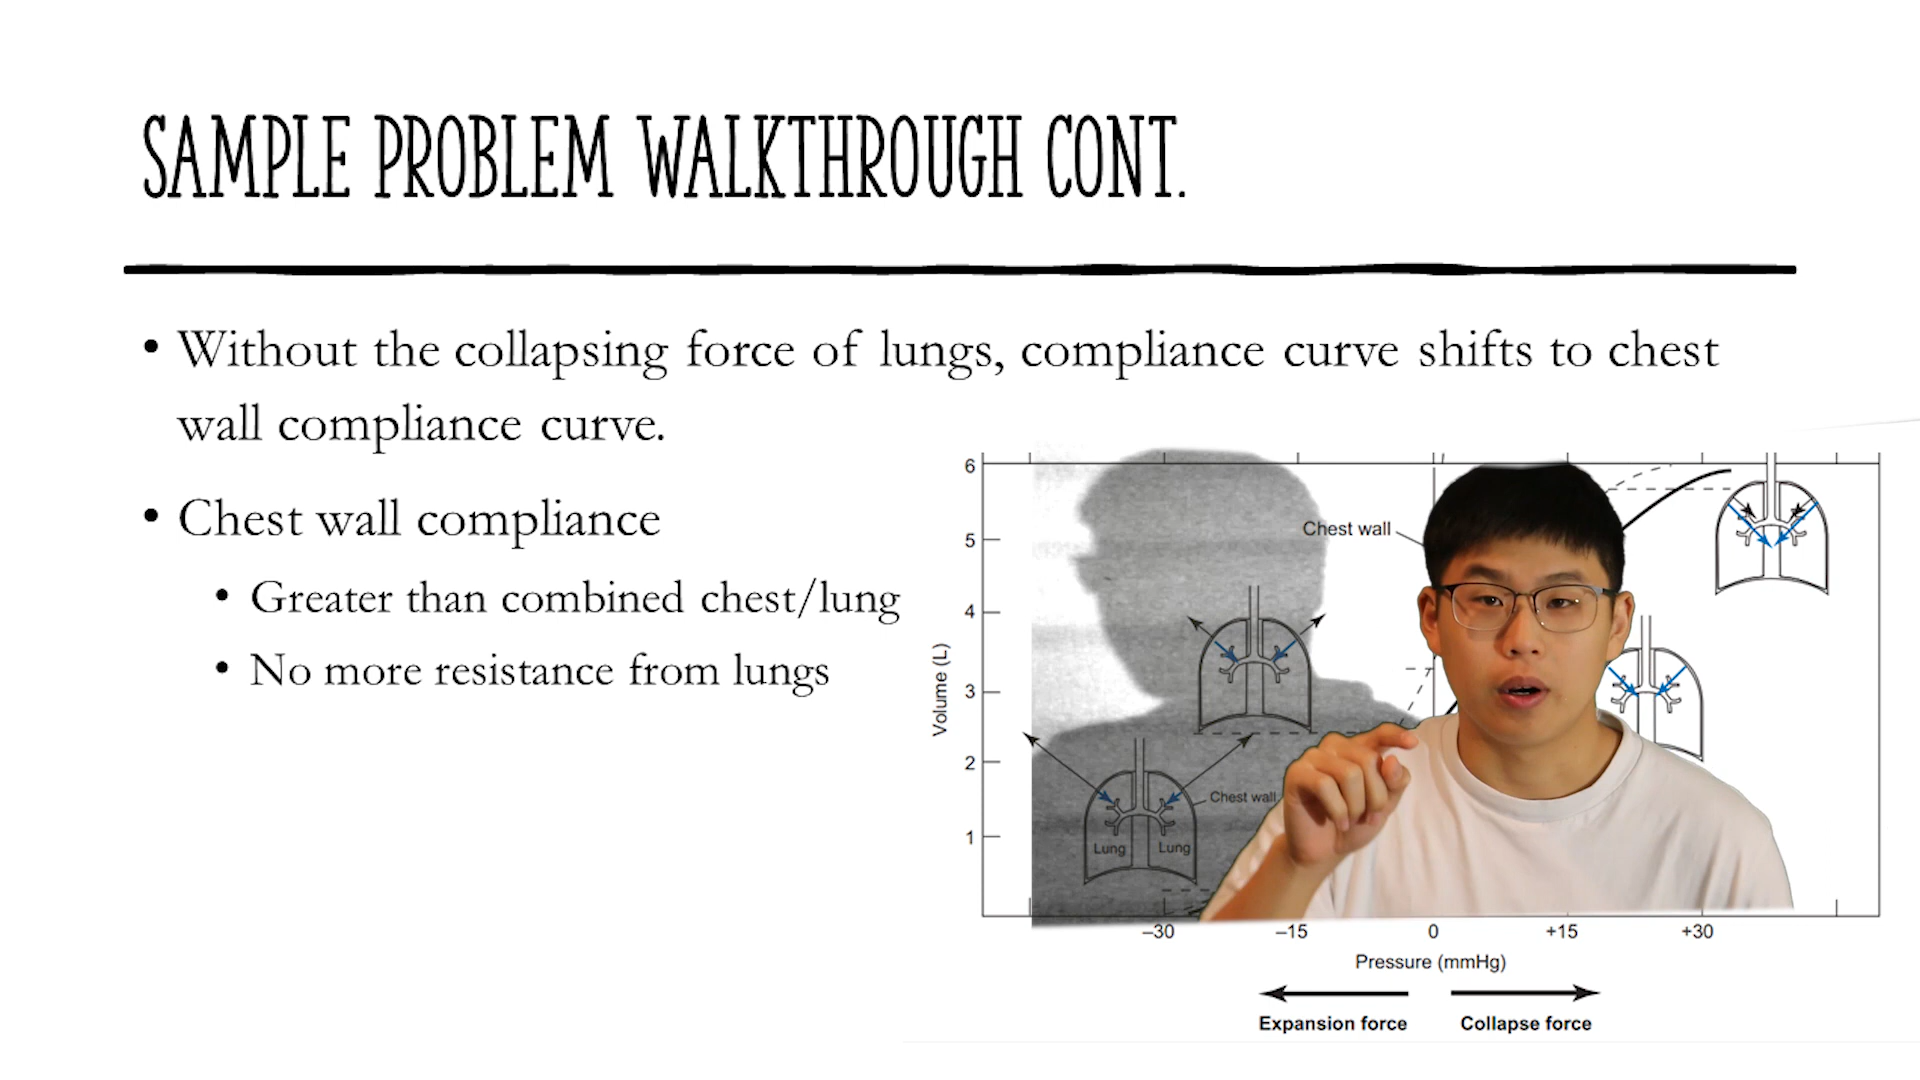 SAMPLE PROBLEM WALKTHROUGH CONT.
• Without the collapsing force of lungs, compliance curve shifts to chest
wall compliance curve.
• Chest wall compliance
• Greater than combined chest/lung
• No more resistance from lungs
6
5
4
3
2
1
Volume (L)
Chest wall
Chest wall
Lung
Lung
–30
–15
0
+15
+30
Pressure (mmHg)
Expansion force
Collapse force